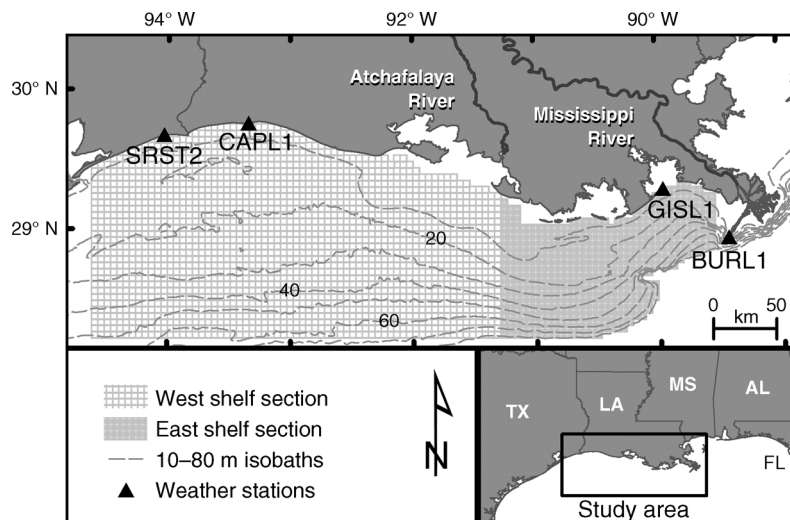 94° W
92° W
90° W
30° N
29° N
Atchafalaya
River
Mississippi
River
SRST2
CAPL1
GISL1
BURL1
20
40
60
0
50
km
West shelf section
East shelf section
10–80 m isobaths
Weather stations
N
TX
LA
MS
AL
FL
Study area